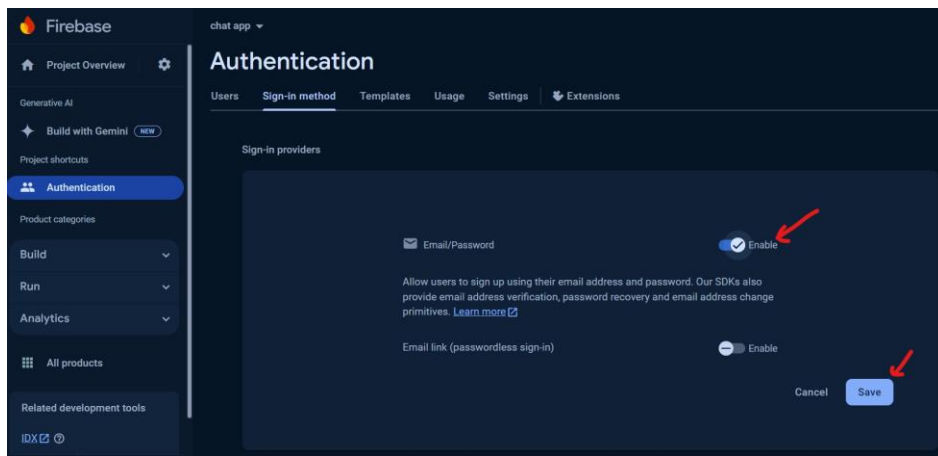 Firebase
Project Overview
Generative AI
Build with Gemini NEW
Project shortcuts
Authentication
Product categories
Build
Run
Analytics
All products
Related development tools
IDX
chat app
Authentication
Users Sign-in method Templates Usage Settings Extensions
Sign-in providers
Email/Password Enable
Allow users to sign up using their email address and password. Our SDKs also
provide email address verification, password recovery and email address change
primitives. Learn more
Email link (passwordless sign-in) Enable
Cancel Save